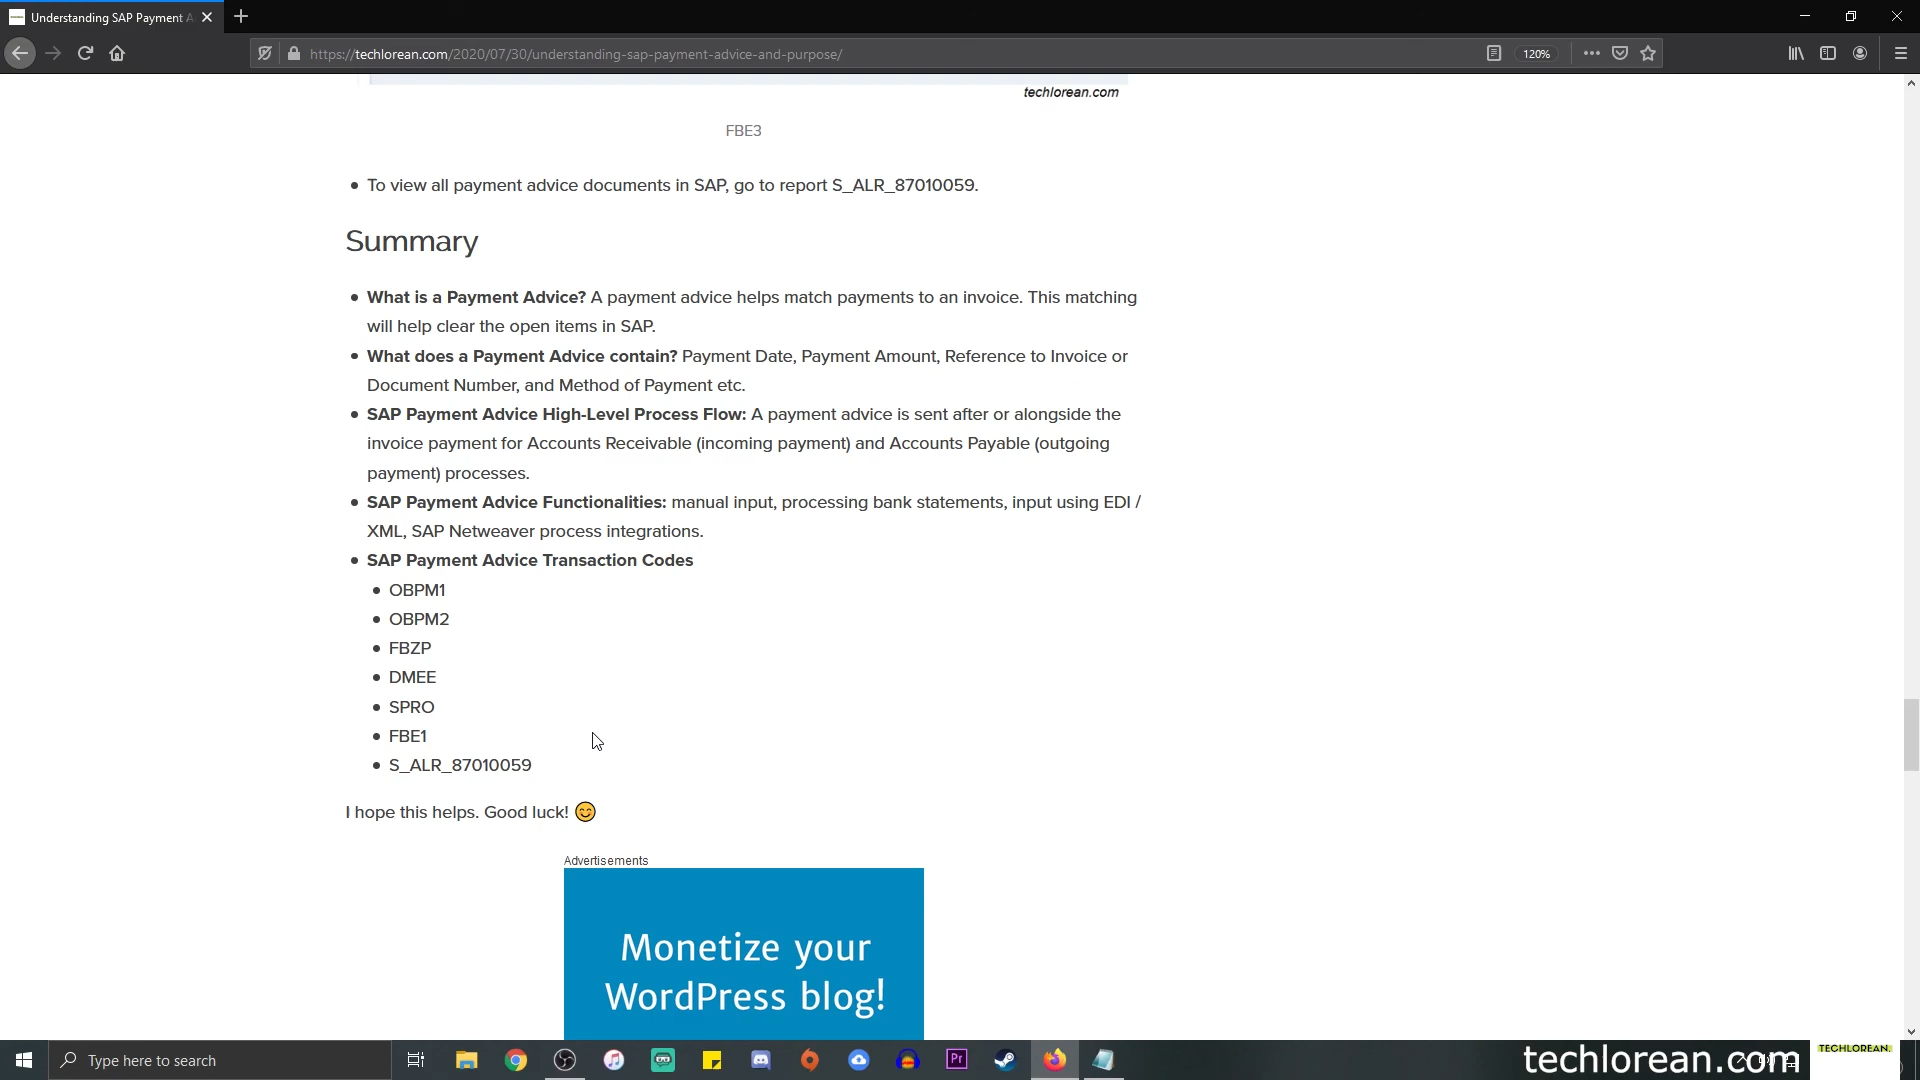 Understanding SAP Payment A
https://techlorean.com/2020/07/30/understanding-sap-payment-advice-and-purpose/
120%
techlorean.com
FBE3
To view all payment advice documents in SAP, go to report S_ALR_87010059.
Summary
What is a Payment Advice? A payment advice helps match payments to an invoice. This matching
will help clear the open items in SAP.
What does a Payment Advice contain? Payment Date, Payment Amount, Reference to Invoice or
Document Number, and Method of Payment etc.
SAP Payment Advice High-Level Process Flow: A payment advice is sent after or alongside the
invoice payment for Accounts Receivable (incoming payment) and Accounts Payable (outgoing
payment) processes.
SAP Payment Advice Functionalities: manual input, processing bank statements, input using EDI /
XML, SAP Netweaver process integrations.
SAP Payment Advice Transaction Codes
OBPM1
OBPM2
FBZP
DMEE
SPRO
FBE1
S_ALR_87010059
I hope this helps. Good luck! 😊
Advertisements
Monetize your
WordPress blog!
Type here to search
Pr
techlorean.com
TECHLOREAN.